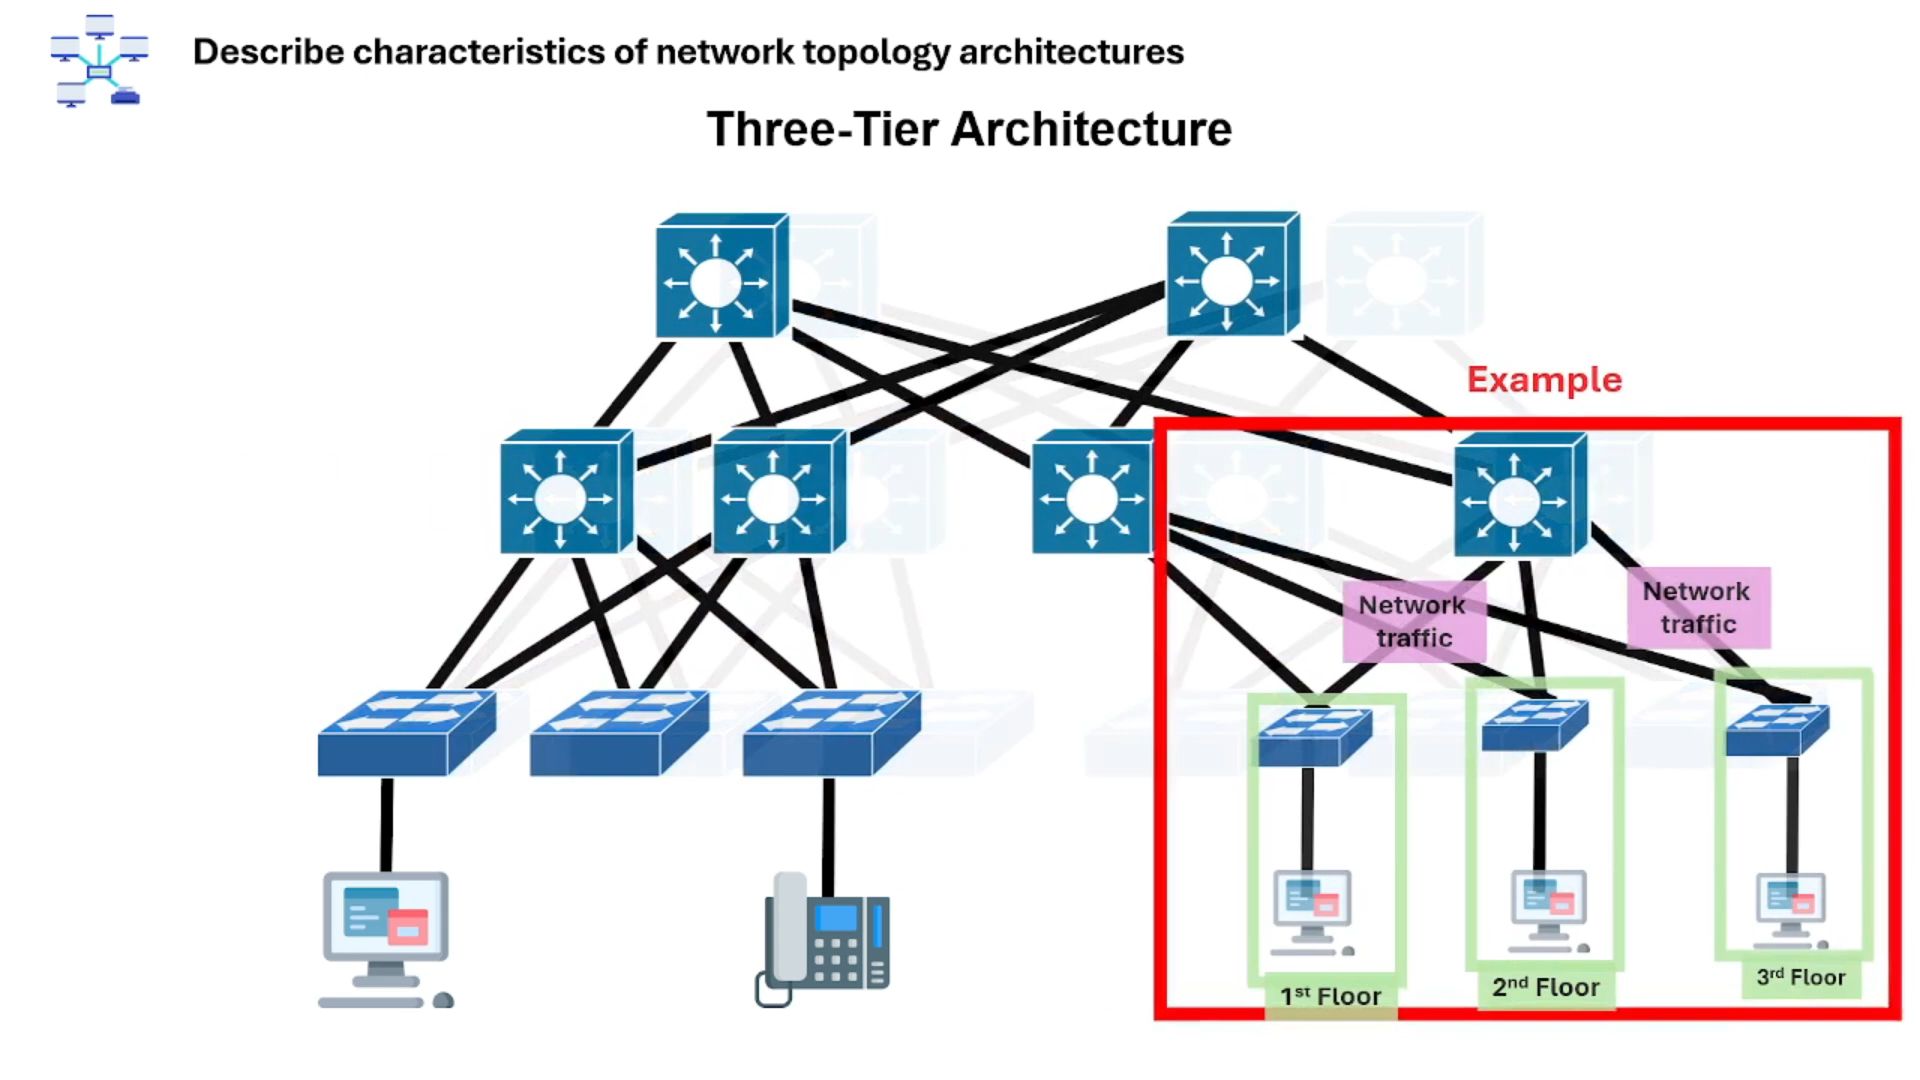 Describe characteristics of network topology architectures
Three-Tier Architecture
Example
Network
traffic
Network
traffic
1st Floor
2nd Floor
3rd Floor